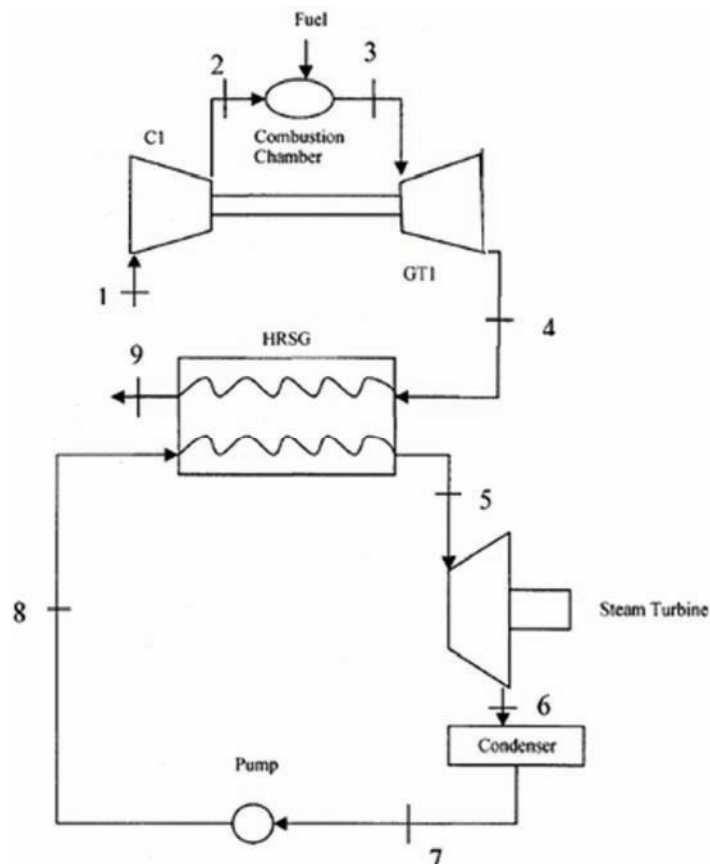 Fuel
2
3
C1
Combustion
Chamber
GT1
1
4
HRSG
9
5
8
Steam Turbine
6
Condenser
Pump
7